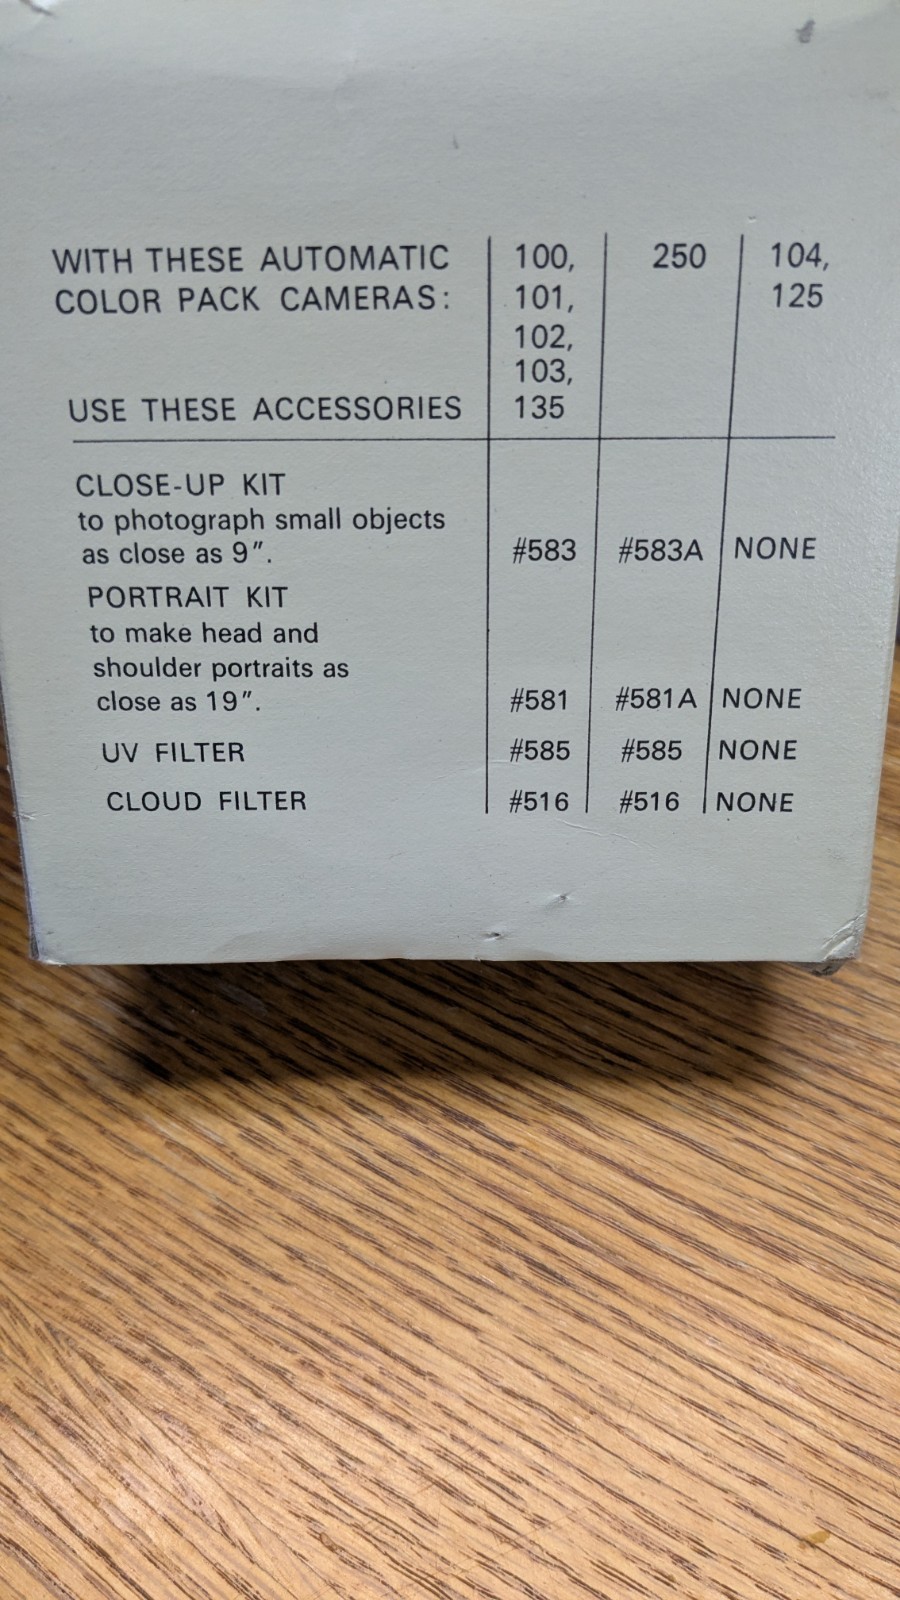 WITH THESE AUTOMATIC 100, 250 104,
COLOR PACK CAMERAS: 101, 125
102,
103,
USE THESE ACCESSORIES 135
CLOSE-UP KIT
to photograph small objects
as close as 9″. #583 #583A NONE
PORTRAIT KIT
to make head and
shoulder portraits as
close as 19″. #581 #581A NONE
UV FILTER #585 #585 NONE
CLOUD FILTER #516 #516 NONE